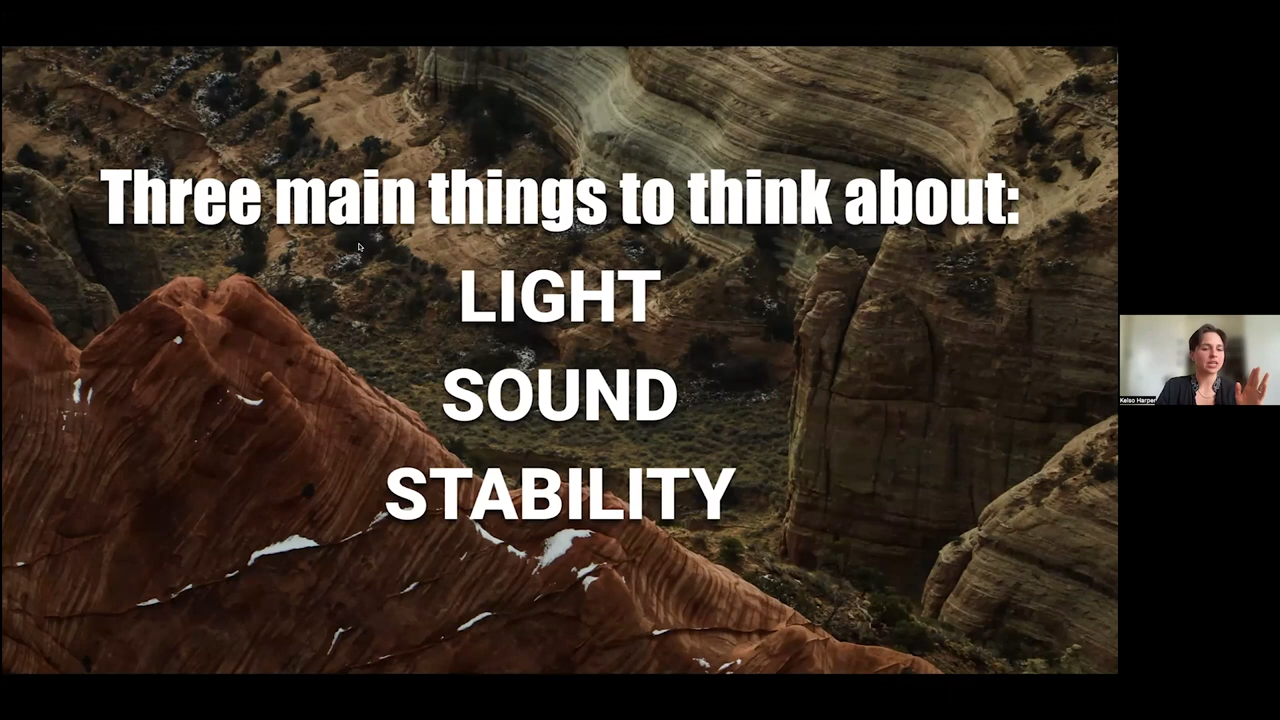 Three main things to think about:
LIGHT
SOUND
STABILITY
Kelso Harper